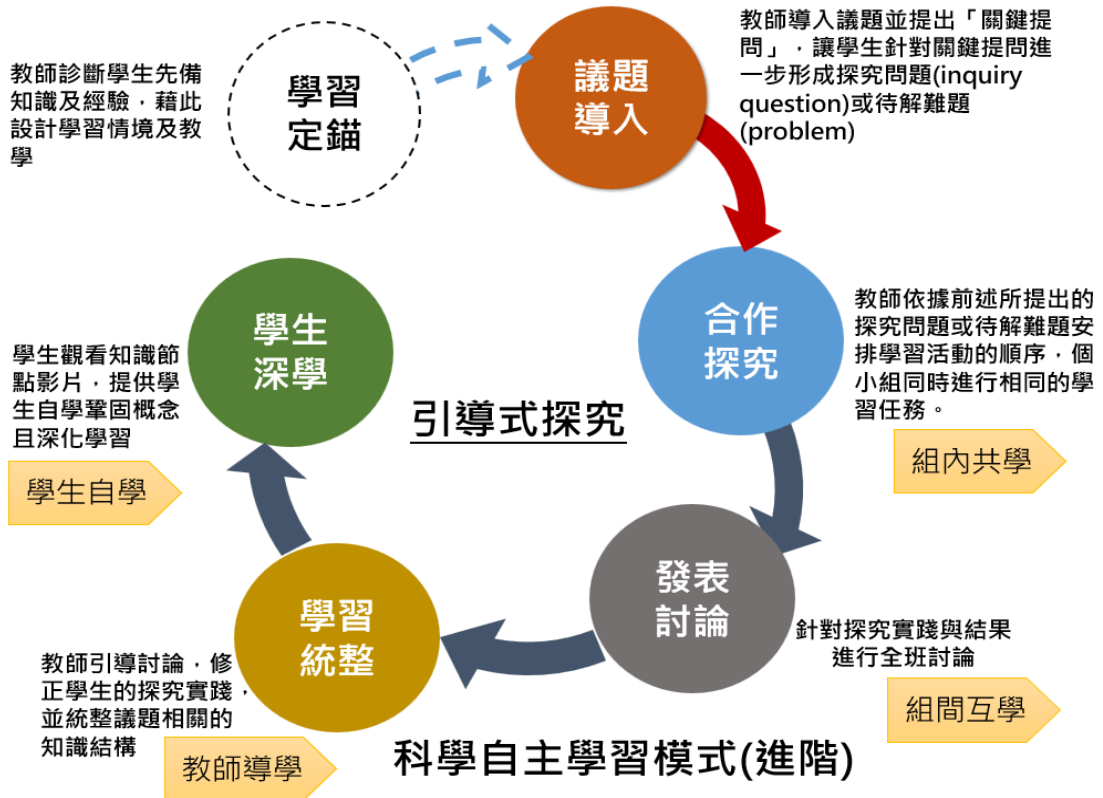 教師診斷學生先備
知識及經驗，藉此
設計學習情境及教
學
學習
定錨
議題
導入
教師導入議題並提出「關鍵提
問」，讓學生針對關鍵提問進
一步形成探究問題(inquiry
question)或待解難題
(problem)
合作
探究
教師依據前述所提出的
探究問題或待解難題安
排學習活動的順序，個
小組同時進行相同的學
習任務。
組內共學
發表
討論
針對探究實踐與結果
進行全班討論
組間互學
學習
統整
教師引導討論，修
正學生的探究實踐，
並統整議題相關的
知識結構
教師導學
學生
深學
學生觀看知識節
點影片，提供學
生自學鞏固概念
且深化學習
學生自學
引導式探究
科學自主學習模式(進階)